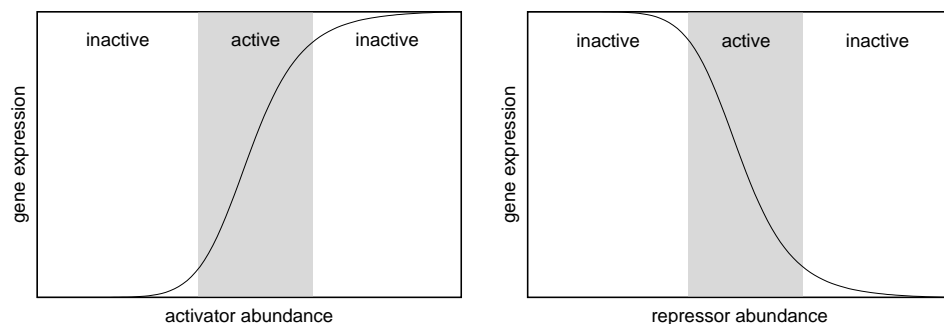 inactive active inactive
gene expression
activator abundance
inactive active inactive
gene expression
repressor abundance